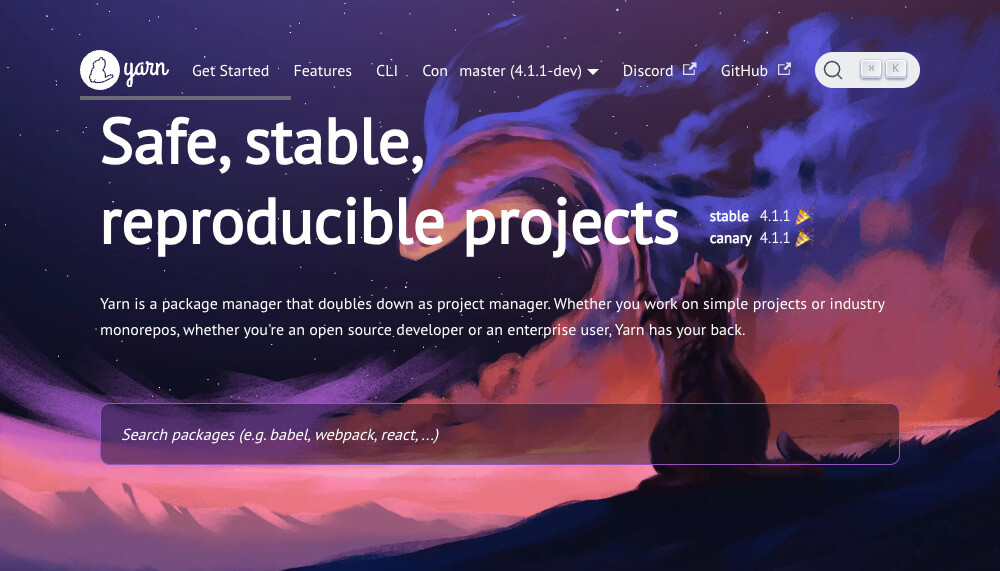 yarn
Get Started Features CLI Con master (4.1.1-dev) Discord GitHub ⌘ K
Safe, stable,
reproducible projects
stable 4.1.1 🎉
canary 4.1.1 🎉
Yarn is a package manager that doubles down as project manager. Whether you work on simple projects or industry
monorepos, whether you're an open source developer or an enterprise user, Yarn has your back.
Search packages (e.g. babel, webpack, react, ...)